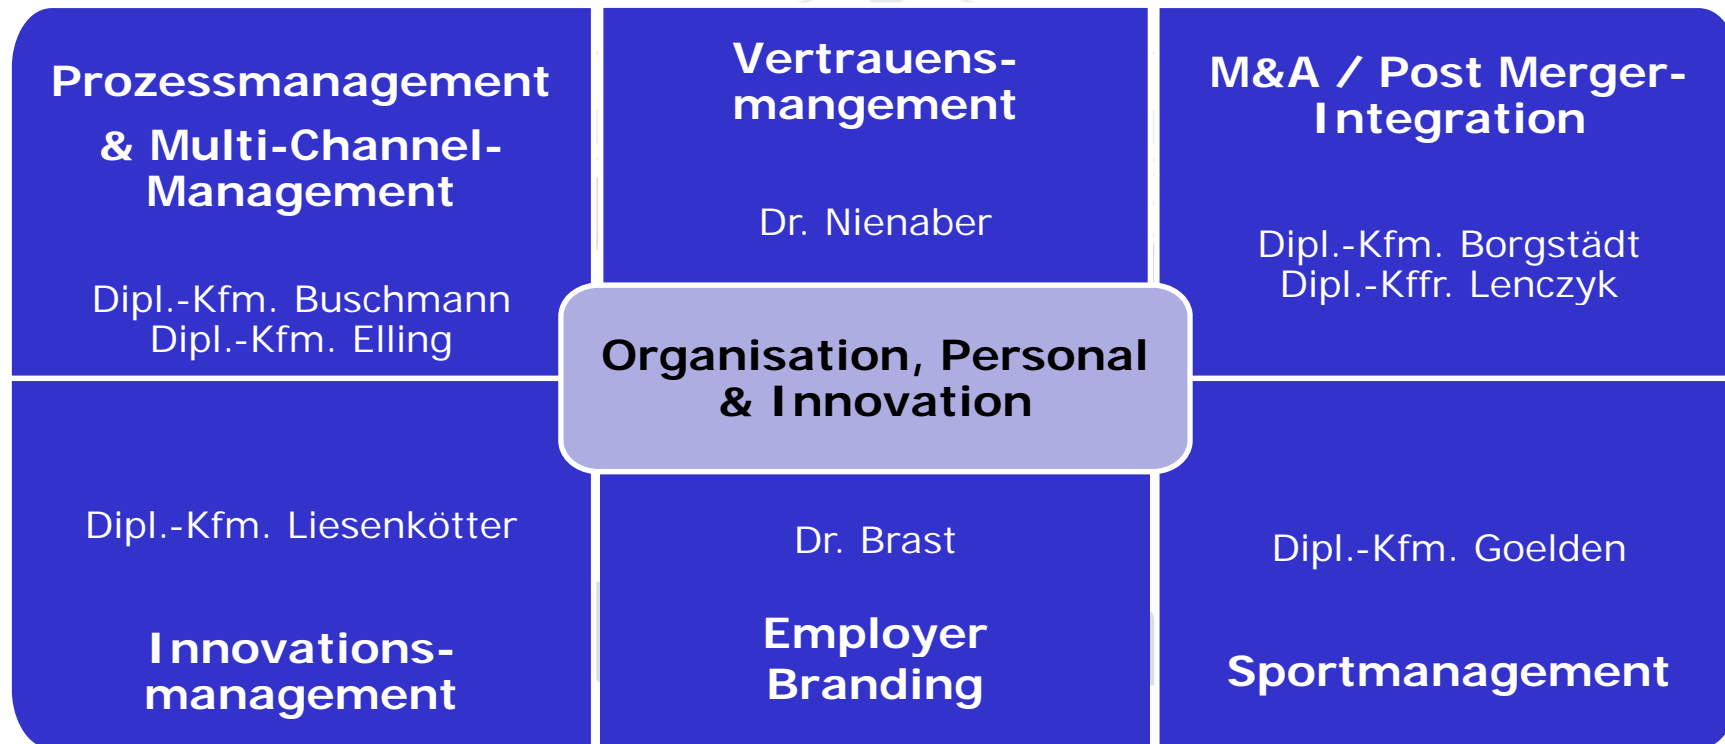 Prozessmanagement
& Multi-Channel-
Management
Dipl.-Kfm. Buschmann
Dipl.-Kfm. Elling
Vertrauens-
mangement
Dr. Nienaber
M&A / Post Merger-
Integration
Dipl.-Kfm. Borgstädt
Dipl.-Kffr. Lenczyk
Organisation, Personal
& Innovation
Dipl.-Kfm. Liesenkötter
Innovations-
management
Dr. Brast
Employer
Branding
Dipl.-Kfm. Goelden
Sportmanagement